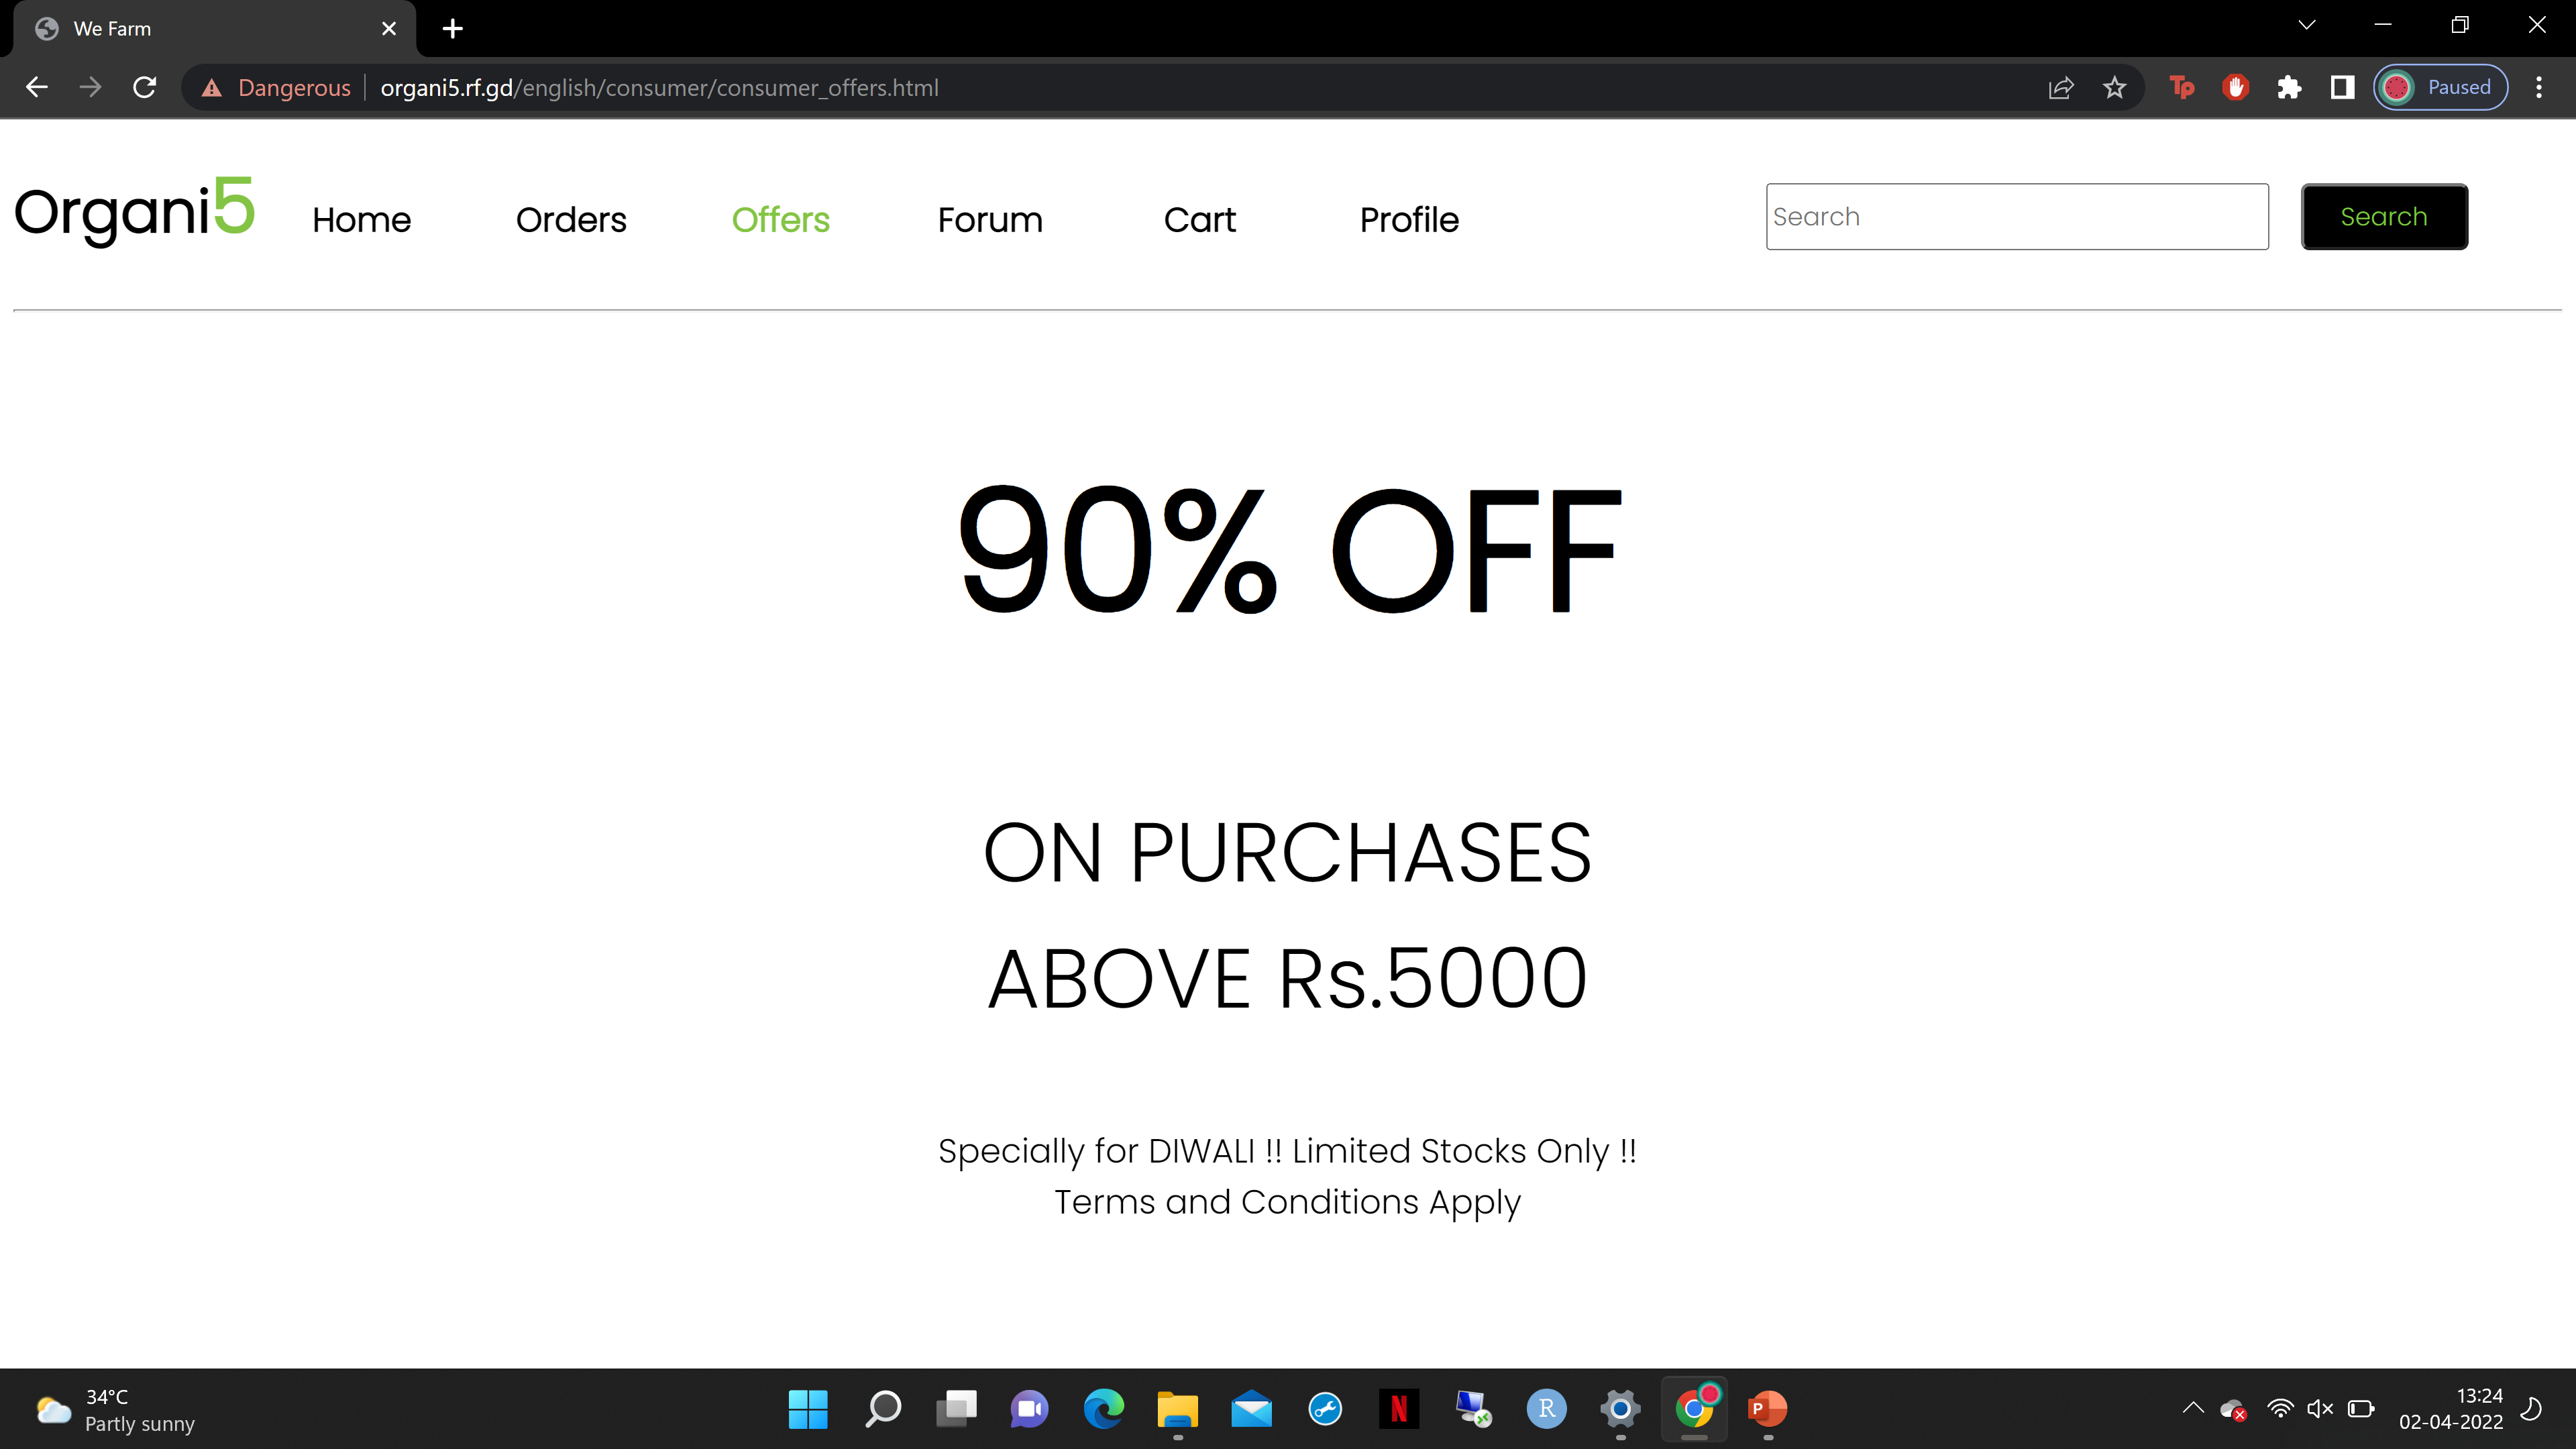 We Farm
Dangerous
organi5.rf.gd/english/consumer/consumer_offers.html
Tp
Paused
Organi5
Home
Orders
Offers
Forum
Cart
Profile
Search
Search
90% OFF
ON PURCHASES
ABOVE Rs.5000
Specially for DIWALI !! Limited Stocks Only !!
Terms and Conditions Apply
34°C
Partly sunny
N
R
P
13:24
02-04-2022